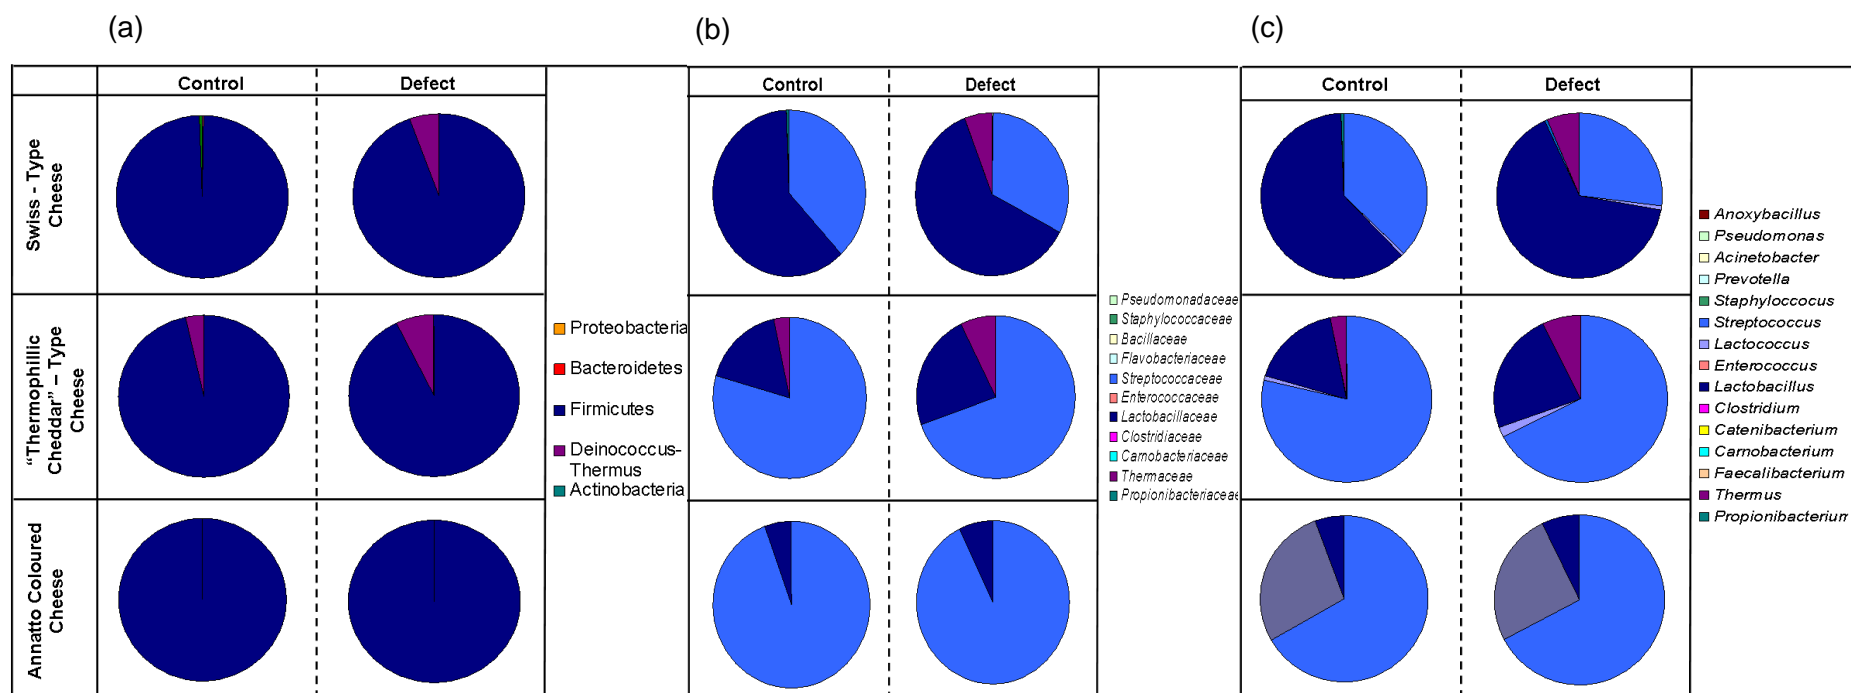 (a)
(b)
(c)
Control
Defect
Control
Defect
Control
Defect
Swiss - Type
Cheese
“Thermophillic
Cheddar” – Type
Cheese
Annatto Coloured
Cheese
Proteobacteria
Bacteroidetes
Firmicutes
Deinococcus-
Thermus
Actinobacteria
Pseudomonadaceae
Staphylococcaceae
Bacillaceae
Flavobacteriaceae
Streptococcaceae
Enterococcaceae
Lactobacillaceae
Clostridiaceae
Carnobacteriaceae
Thermaceae
Propionibacteriaceae
Anoxybacillus
Pseudomonas
Acinetobacter
Prevotella
Staphyloccocus
Streptococcus
Lactococcus
Enterococcus
Lactobacillus
Clostridium
Catenibacterium
Carnobacterium
Faecalibacterium
Thermus
Propionibacterium